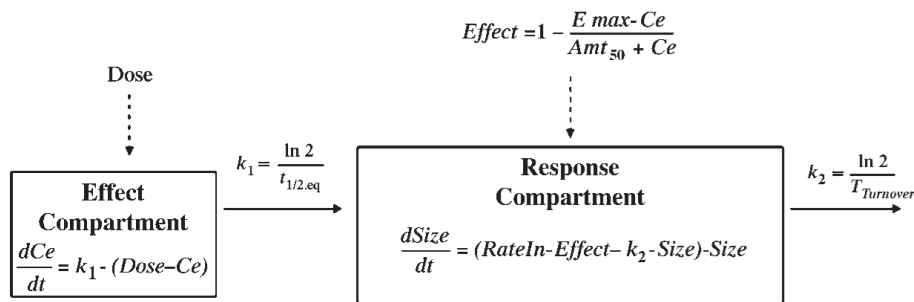 Effect =1 – E max-Ce / Amt50 + Ce
Dose
k1 = ln 2 / t1/2.eq
Effect
Compartment
dCe / dt = k1 - (Dose–Ce)
Response
Compartment
dSize / dt = (RateIn-Effect– k2 -Size)-Size
k2 = ln 2 / TTurnover